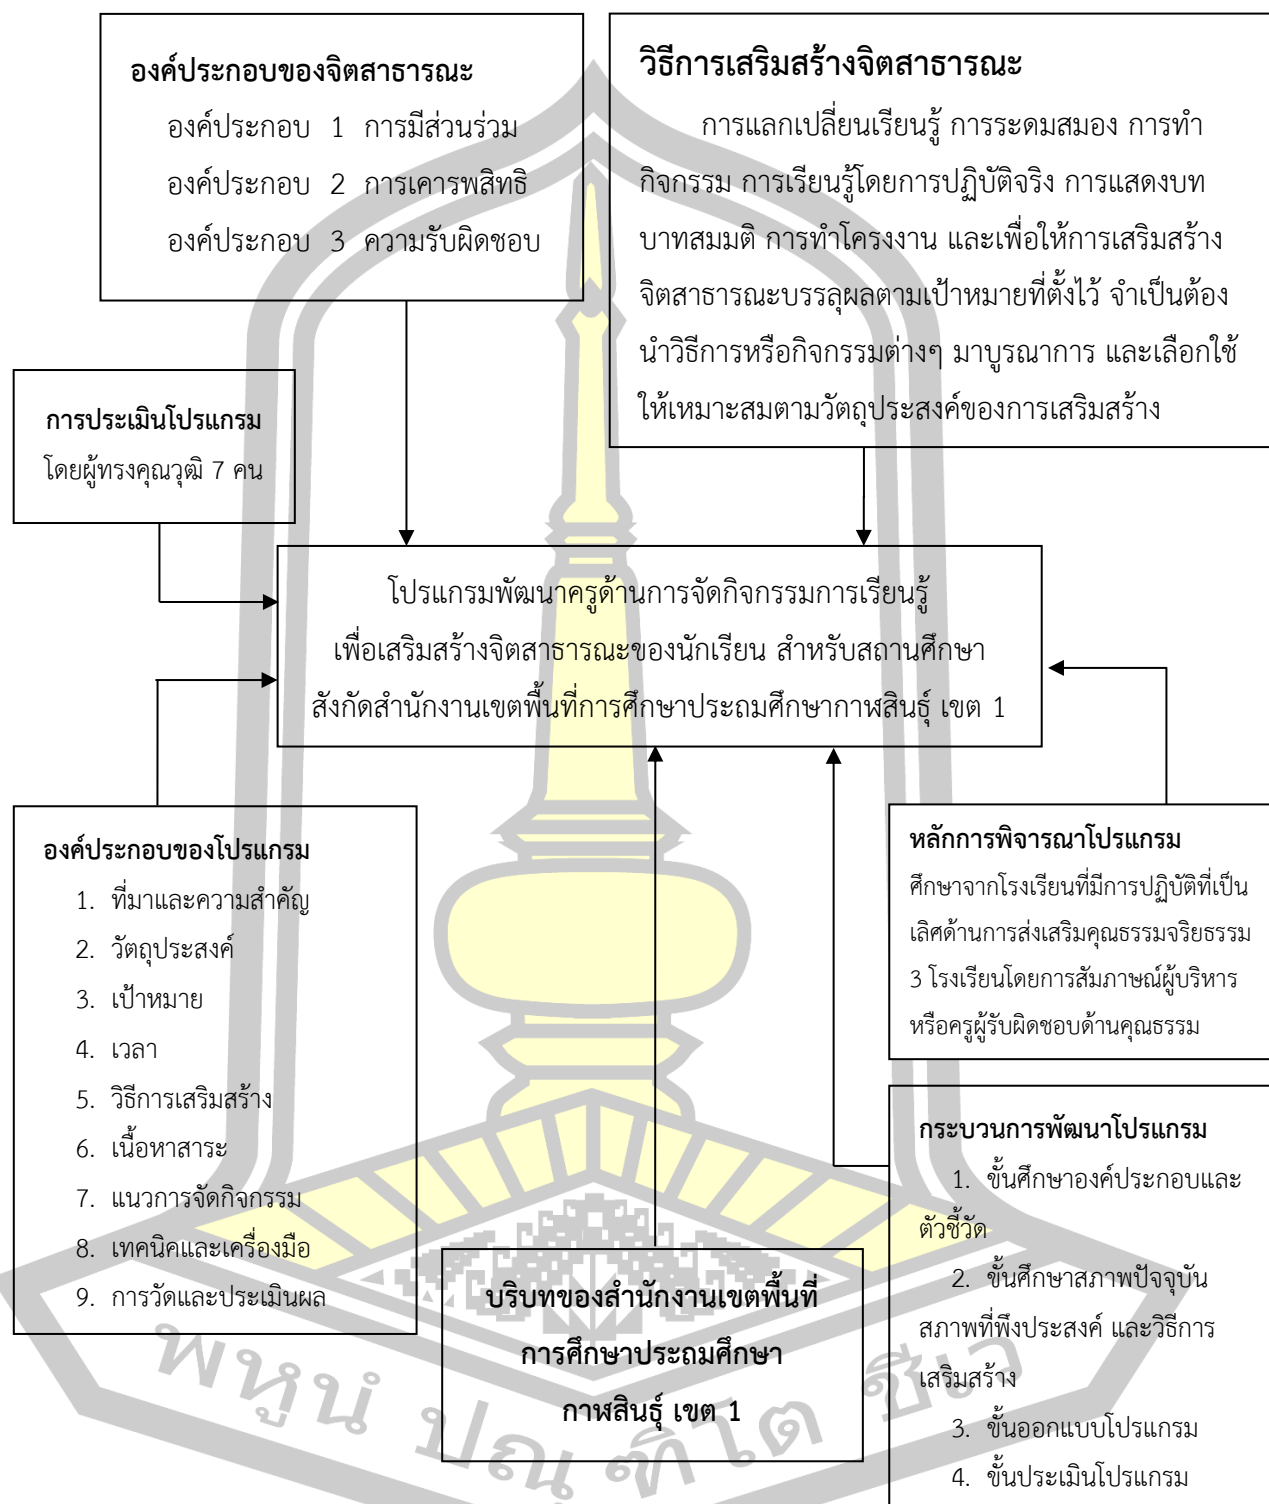 องค์ประกอบของจิตสาธารณะ
องค์ประกอบ 1 การมีส่วนร่วม
องค์ประกอบ 2 การเคารพสิทธิ
องค์ประกอบ 3 ความรับผิดชอบ
วิธีการเสริมสร้างจิตสาธารณะ
การแลกเปลี่ยนเรียนรู้ การระดมสมอง การทำ
กิจกรรม การเรียนรู้โดยการปฏิบัติจริง การแสดงบท
บาทสมมติ การทำโครงงาน และเพื่อให้การเสริมสร้าง
จิตสาธารณะบรรลุผลตามเป้าหมายที่ตั้งไว้ จำเป็นต้อง
นำวิธีการหรือกิจกรรมต่างๆ มาบูรณาการ และเลือกใช้
ให้เหมาะสมตามวัตถุประสงค์ของการเสริมสร้าง
การประเมินโปรแกรม
โดยผู้ทรงคุณวุฒิ 7 คน
โปรแกรมพัฒนาครูด้านการจัดกิจกรรมการเรียนรู้
เพื่อเสริมสร้างจิตสาธารณะของนักเรียน สำหรับสถานศึกษา
สังกัดสำนักงานเขตพื้นที่การศึกษาประถมศึกษากาฬสินธุ์ เขต 1
องค์ประกอบของโปรแกรม
1. ที่มาและความสำคัญ
2. วัตถุประสงค์
3. เป้าหมาย
4. เวลา
5. วิธีการเสริมสร้าง
6. เนื้อหาสาระ
7. แนวการจัดกิจกรรม
8. เทคนิคและเครื่องมือ
9. การวัดและประเมินผล
หลักการพิจารณาโปรแกรม
ศึกษาจากโรงเรียนที่มีการปฏิบัติที่เป็น
เลิศด้านการส่งเสริมคุณธรรมจริยธรรม
3 โรงเรียนโดยการสัมภาษณ์ผู้บริหาร
หรือครูผู้รับผิดชอบด้านคุณธรรม
กระบวนการพัฒนาโปรแกรม
1. ขั้นศึกษาองค์ประกอบและ
ตัวชี้วัด
2. ขั้นศึกษาสภาพปัจจุบัน
สภาพที่พึงประสงค์ และวิธีการ
เสริมสร้าง
3. ขั้นออกแบบโปรแกรม
4. ขั้นประเมินโปรแกรม
บริบทของสำนักงานเขตพื้นที่
การศึกษาประถมศึกษา
กาฬสินธุ์ เขต 1
พหูนํ ปณฺฑิโต ชีเว